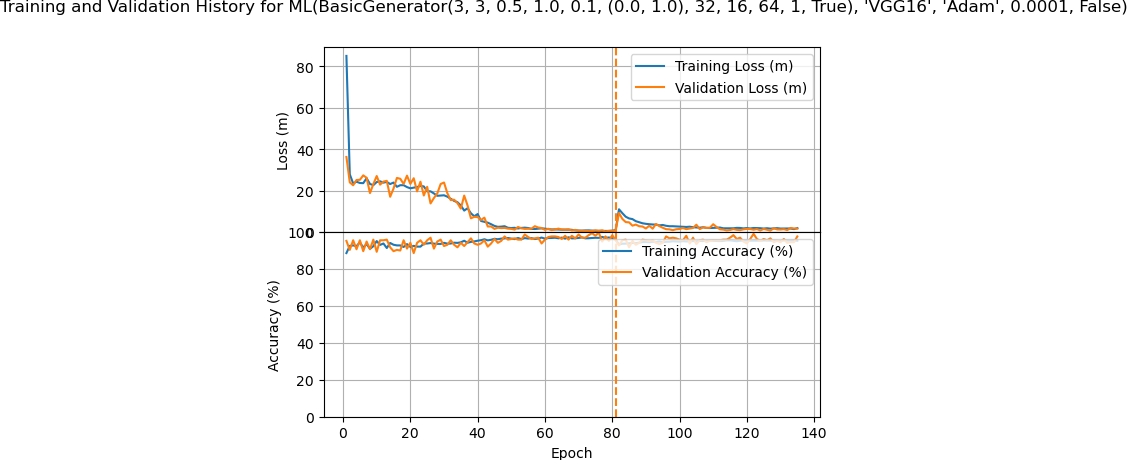 Training and Validation History for ML(BasicGenerator(3, 3, 0.5, 1.0, 0.1, (0.0, 1.0), 32, 16, 64, 1, True), 'VGG16', 'Adam', 0.0001, False)
Training Loss (m)
Validation Loss (m)
Loss (m)
80
60
40
20
0
Training Accuracy (%)
Validation Accuracy (%)
Accuracy (%)
100
80
60
40
20
0
0 20 40 60 80 100 120 140
Epoch